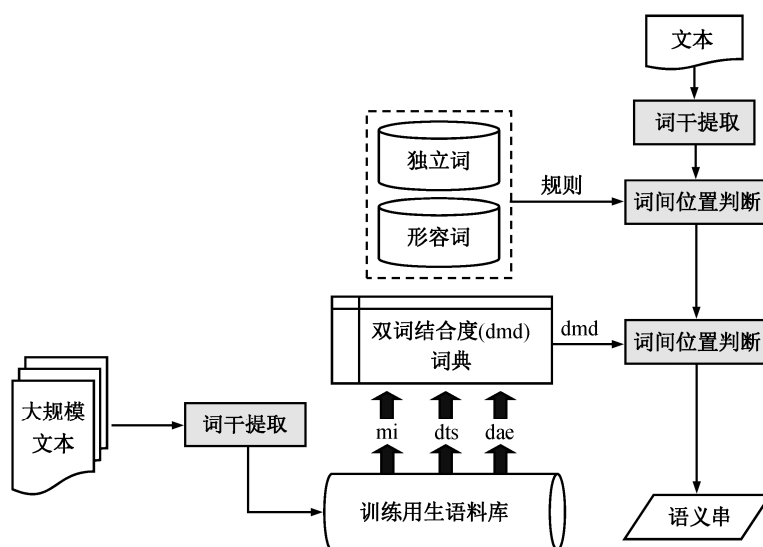 文本
词干提取
独立词
规则
词间位置判断
形容词
双词结合度(dmd)
词典
dmd
词间位置判断
大规模
文本
词干提取
mi
dts
dae
训练用生语料库
语义串